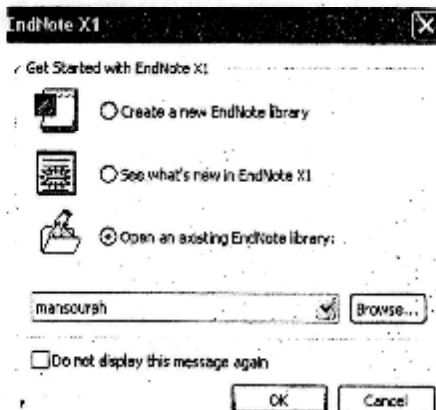 EndNote X1
Get Started with EndNote X1
Create a new EndNote library
See what's new in EndNote X1
Open an existing EndNote library:
mansoureh
Browse...
Do not display this message again
OK Cancel